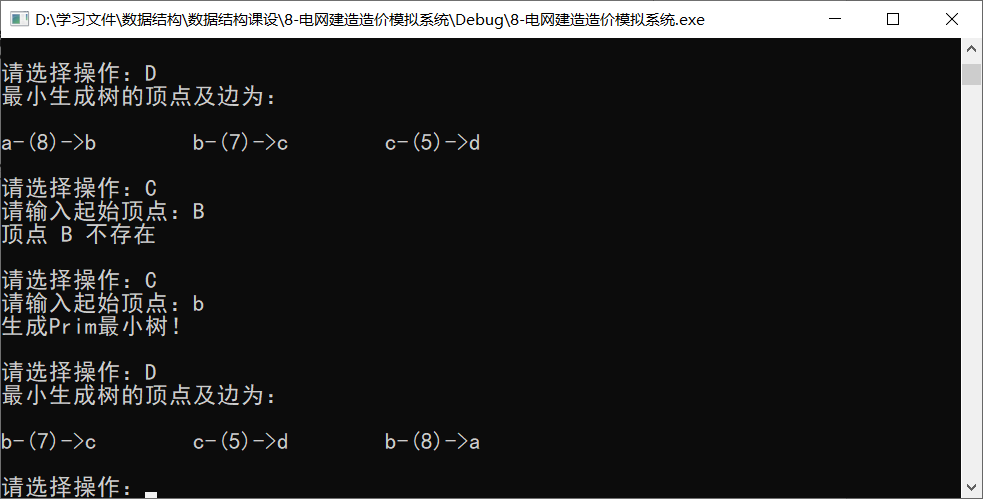 D:\学习文件\数据结构\数据结构课设\8-电网建造造价模拟系统\Debug\8-电网建造造价模拟系统.exe
请选择操作：D
最小生成树的顶点及边为：
a-(8)->b        b-(7)->c        c-(5)->d
请选择操作：C
请输入起始顶点：B
顶点 B 不存在
请选择操作：C
请输入起始顶点：b
生成Prim最小树！
请选择操作：D
最小生成树的顶点及边为：
b-(7)->c        c-(5)->d        b-(8)->a
请选择操作：